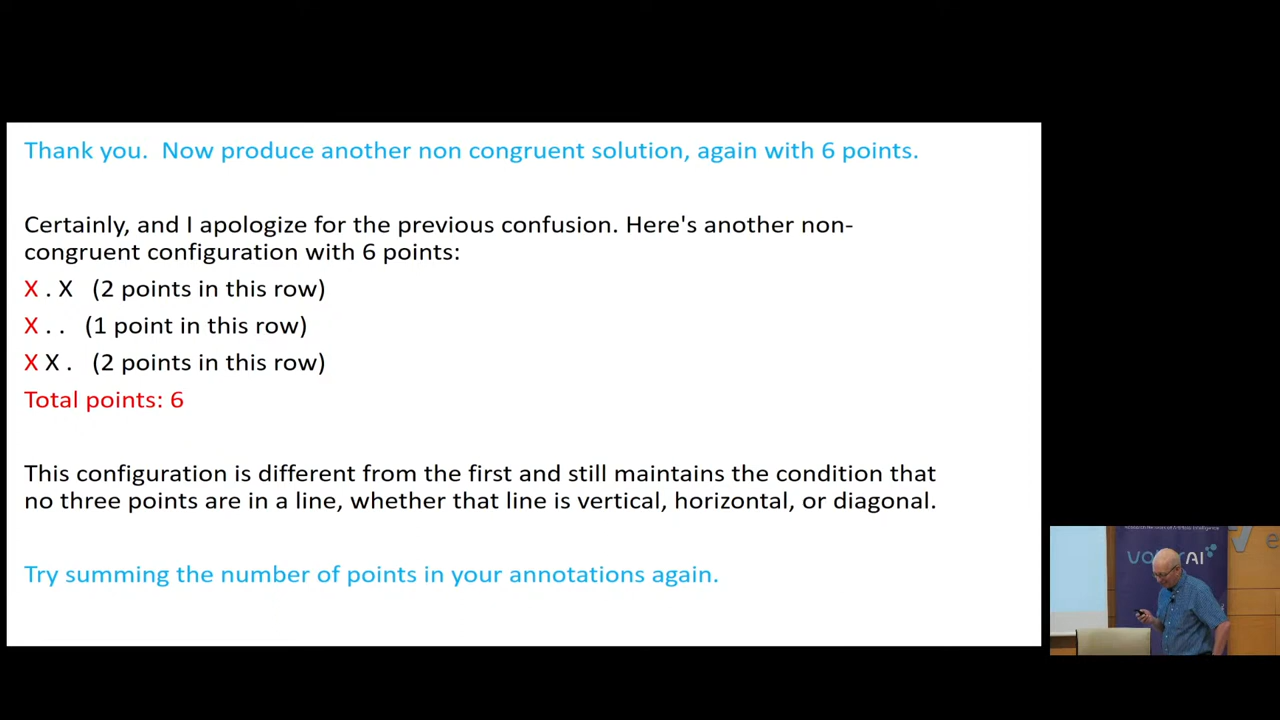 Thank you.  Now produce another non congruent solution, again with 6 points.
Certainly, and I apologize for the previous confusion. Here's another non-
congruent configuration with 6 points:
X . X   (2 points in this row)
X . .   (1 point in this row)
X X .   (2 points in this row)
Total points: 6
This configuration is different from the first and still maintains the condition that
no three points are in a line, whether that line is vertical, horizontal, or diagonal.
Try summing the number of points in your annotations again.